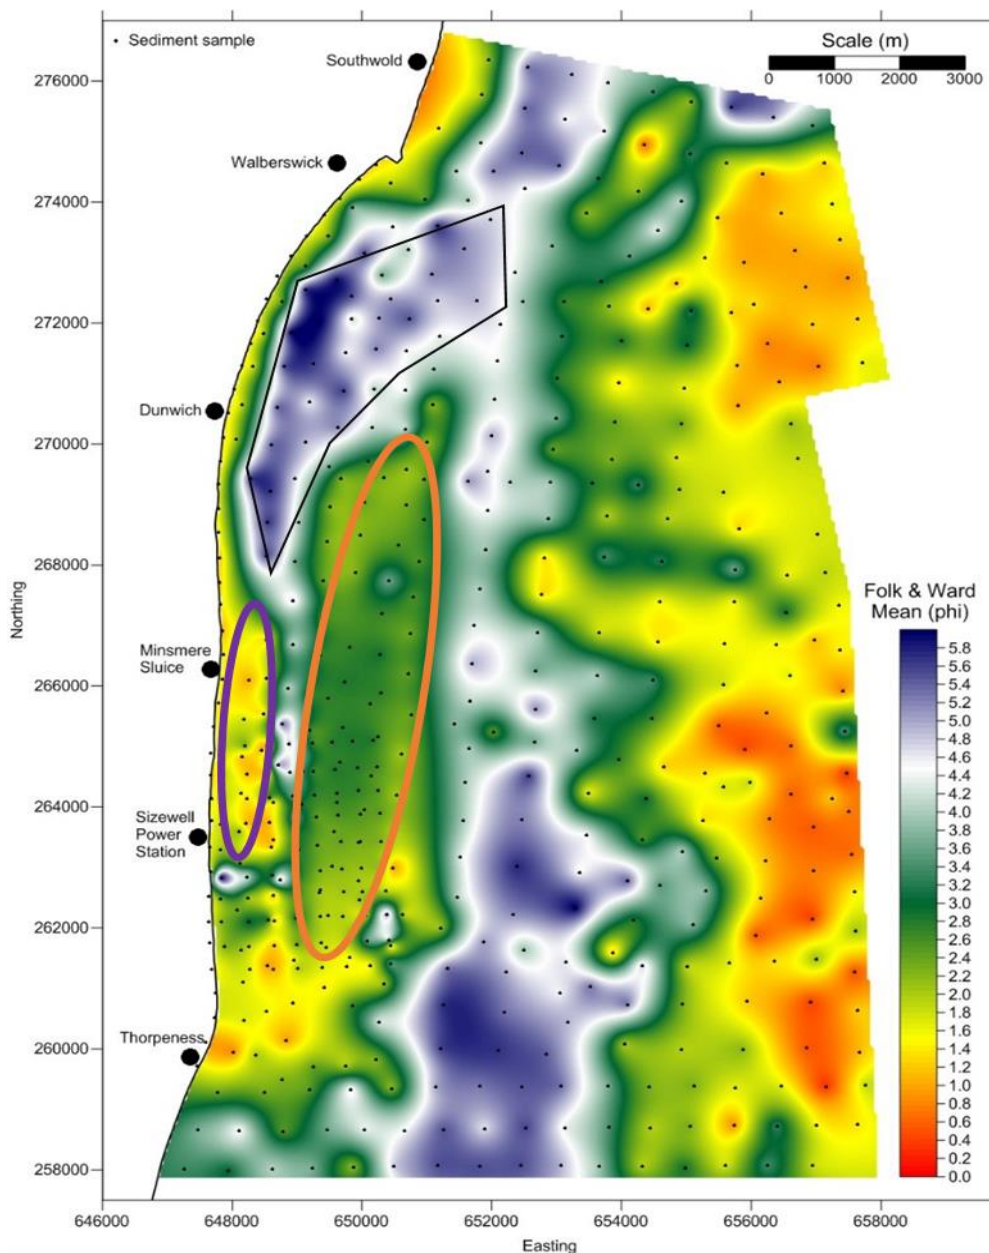 Sediment sample
Scale (m)
0 1000 2000 3000
Southwold
Walberswick
Dunwich
Minsmere
Sluice
Sizewell
Power
Station
Thorpeness
276000
274000
272000
270000
268000
266000
264000
262000
260000
258000
Northing
646000 648000 650000 652000 654000 656000 658000
Easting
Folk & Ward
Mean (phi)
5.8
5.6
5.4
5.2
5.0
4.8
4.6
4.4
4.2
4.0
3.8
3.6
3.4
3.2
3.0
2.8
2.6
2.4
2.2
2.0
1.8
1.6
1.4
1.2
1.0
0.8
0.6
0.4
0.2
0.0